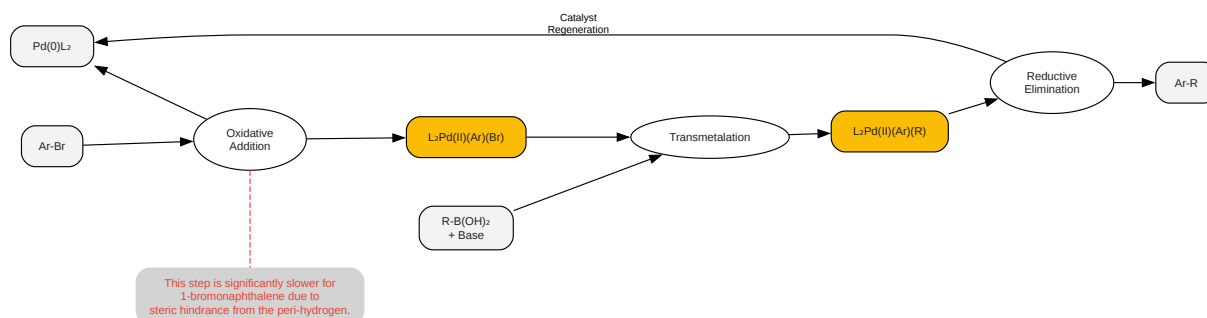 Catalyst
Regeneration
Pd(0)L₂
Reductive
Elimination
Ar-R
Ar-Br
Oxidative
Addition
L₂Pd(II)(Ar)(Br)
Transmetalation
L₂Pd(II)(Ar)(R)
R-B(OH)₂
+ Base
This step is significantly slower for
1-bromonaphthalene due to
steric hindrance from the peri-hydrogen.